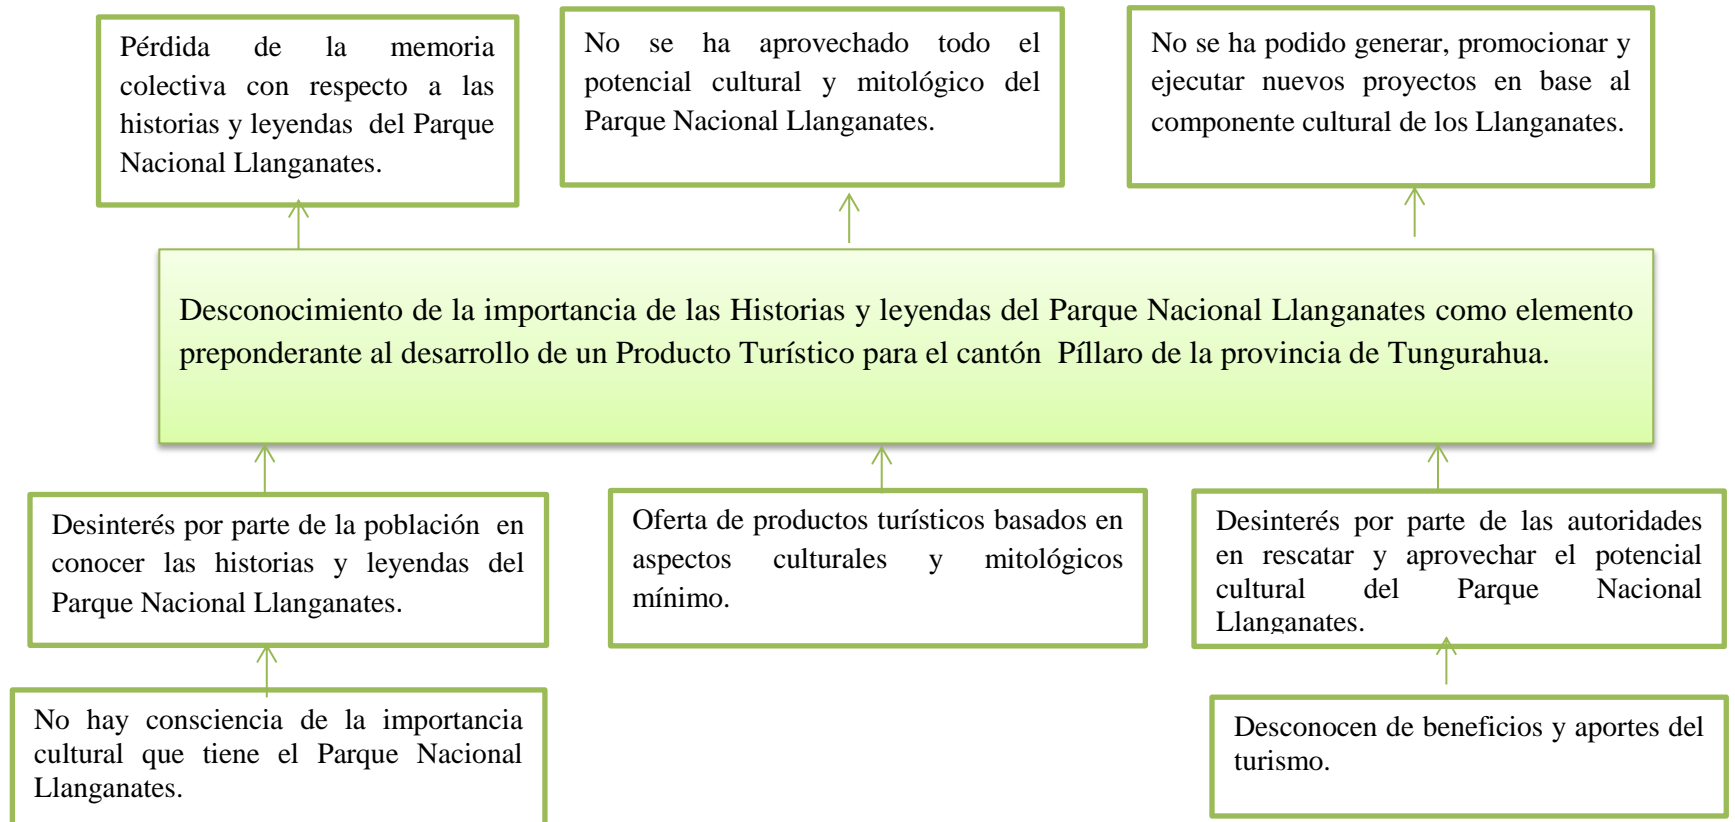 Pérdida de la memoria
colectiva con respecto a las
historias y leyendas del Parque
Nacional Llanganates.
No se ha aprovechado todo el
potencial cultural y mitológico del
Parque Nacional Llanganates.
No se ha podido generar, promocionar y
ejecutar nuevos proyectos en base al
componente cultural de los Llanganates.
Desconocimiento de la importancia de las Historias y leyendas del Parque Nacional Llanganates como elemento
preponderante al desarrollo de un Producto Turístico para el cantón Píllaro de la provincia de Tungurahua.
Desinterés por parte de la población en
conocer las historias y leyendas del
Parque Nacional Llanganates.
Oferta de productos turísticos basados en
aspectos culturales y mitológicos
mínimo.
Desinterés por parte de las autoridades
en rescatar y aprovechar el potencial
cultural del Parque Nacional
Llanganates.
No hay consciencia de la importancia
cultural que tiene el Parque Nacional
Llanganates.
Desconocen de beneficios y aportes del
turismo.